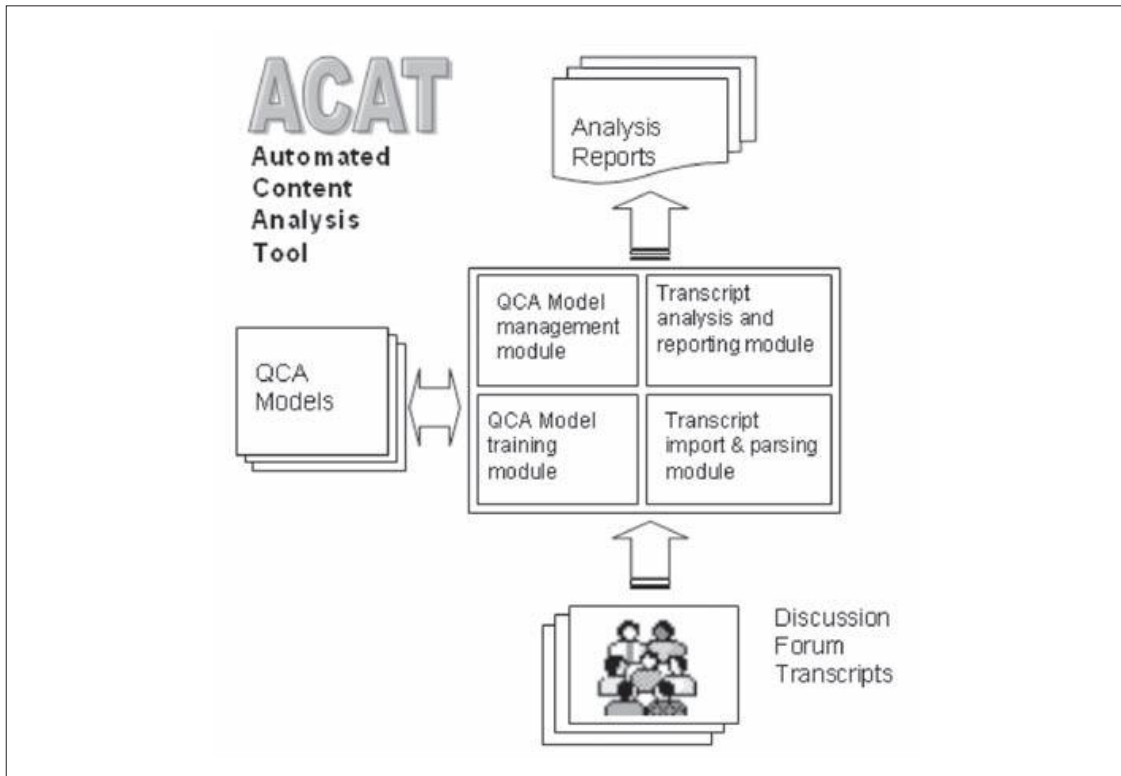 ACAT
Automated
Content
Analysis
Tool
Analysis
Reports
QCA Model
management
module
Transcript
analysis and
reporting module
QCA
Models
QCA Model
training
module
Transcript
import & parsing
module
Discussion
Forum
Transcripts